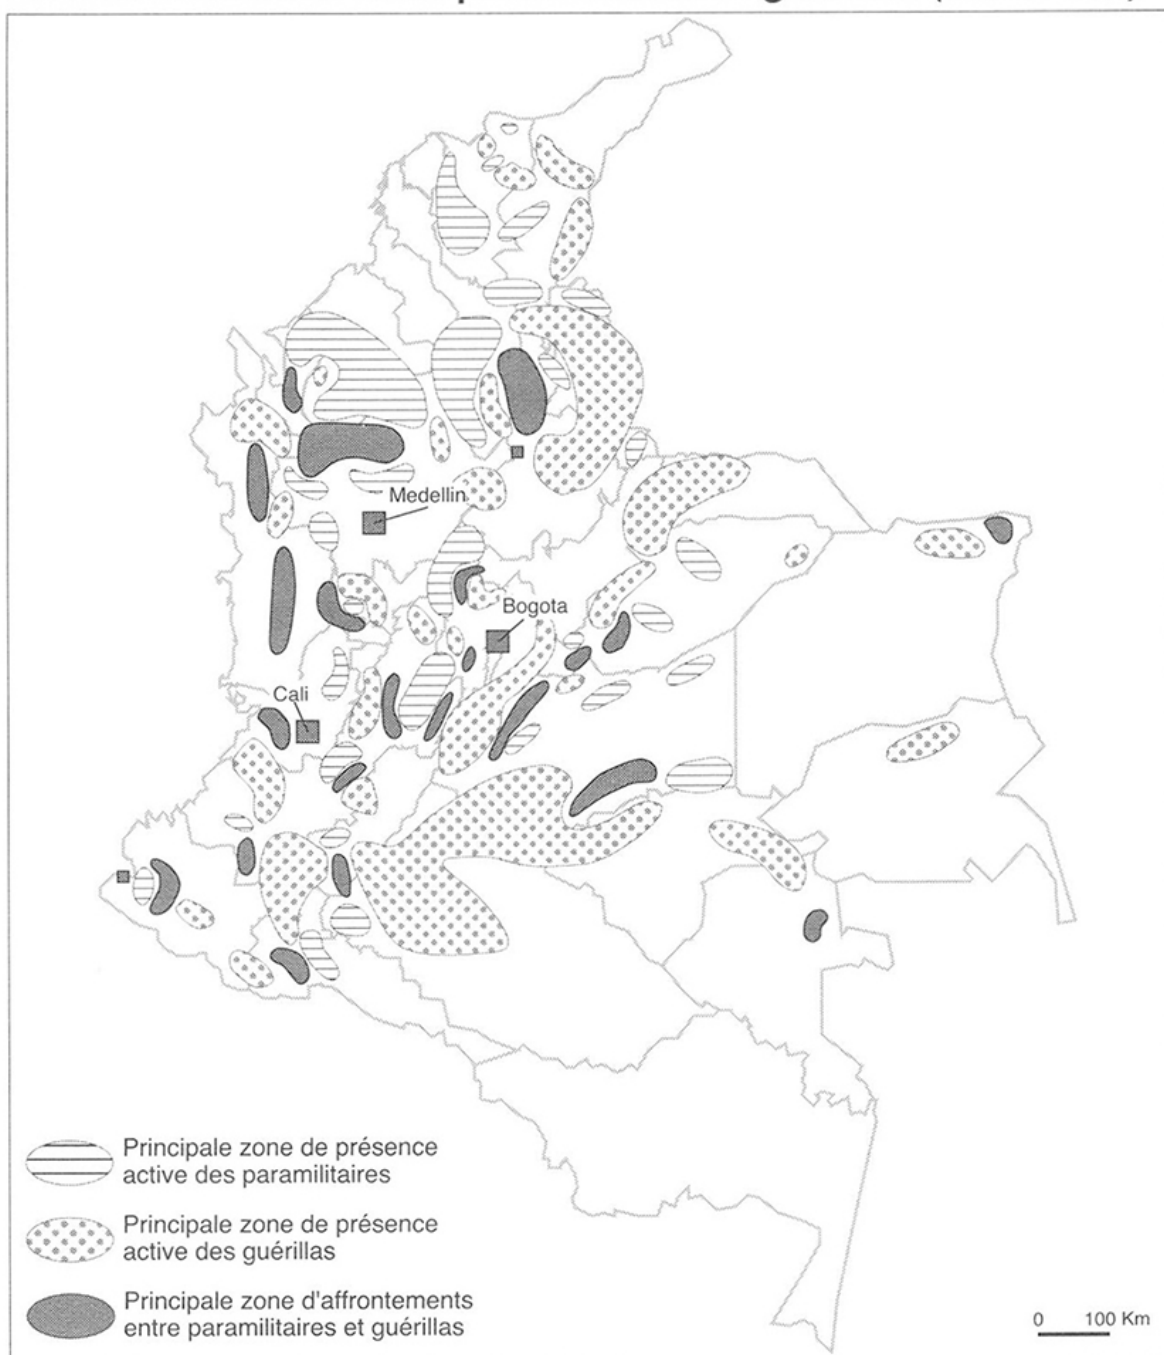 Medellin
Bogota
Cali
Principale zone de présence
active des paramilitaires
Principale zone de présence
active des guérillas
Principale zone d'affrontements
entre paramilitaires et guérillas
0 100 Km